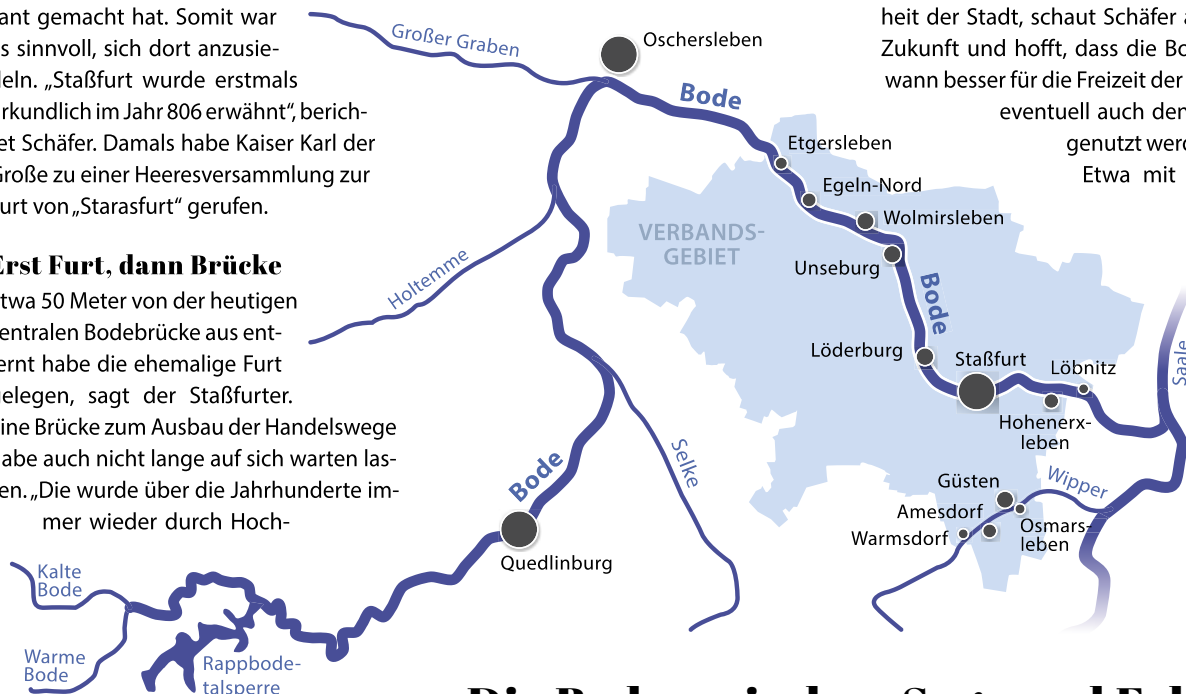 ant gemacht hat. Somit war
s sinnvoll, sich dort anzusie-
eln. „Staßfurt wurde erstmals
rkundlich im Jahr 806 erwähnt“, berich-
et Schäfer. Damals habe Kaiser Karl der
Große zu einer Heeresversammlung zur
urt von „Starasfurt“ gerufen.
Erst Furt, dann Brücke
twa 50 Meter von der heutigen
entralen Bodebrücke aus ent-
ernt habe die ehemalige Furt
gelegen, sagt der Staßfurter.
ine Brücke zum Ausbau der Handelswege
abe auch nicht lange auf sich warten las-
en. „Die wurde über die Jahrhunderte im-
mer wieder durch Hoch-
heit der Stadt, schaut Schäfer
Zukunft und hofft, dass die Bo
wann besser für die Freizeit der
eventuell auch den
genutzt werd
Etwa mit
Großer Graben
Oschersleben
Bode
Etgersleben
Egeln-Nord
Wolmirsleben
VERBANDS-
GEBIET
Unseburg
Holtemme
Bode
Löderburg
Staßfurt
Löbnitz
Saale
Hohenerx-
leben
Selke
Bode
Quedlinburg
Güsten
Wipper
Amesdorf
Osmars-
leben
Warmsdorf
Kalte
Bode
Warme
Bode
Rappbode-
talsperre